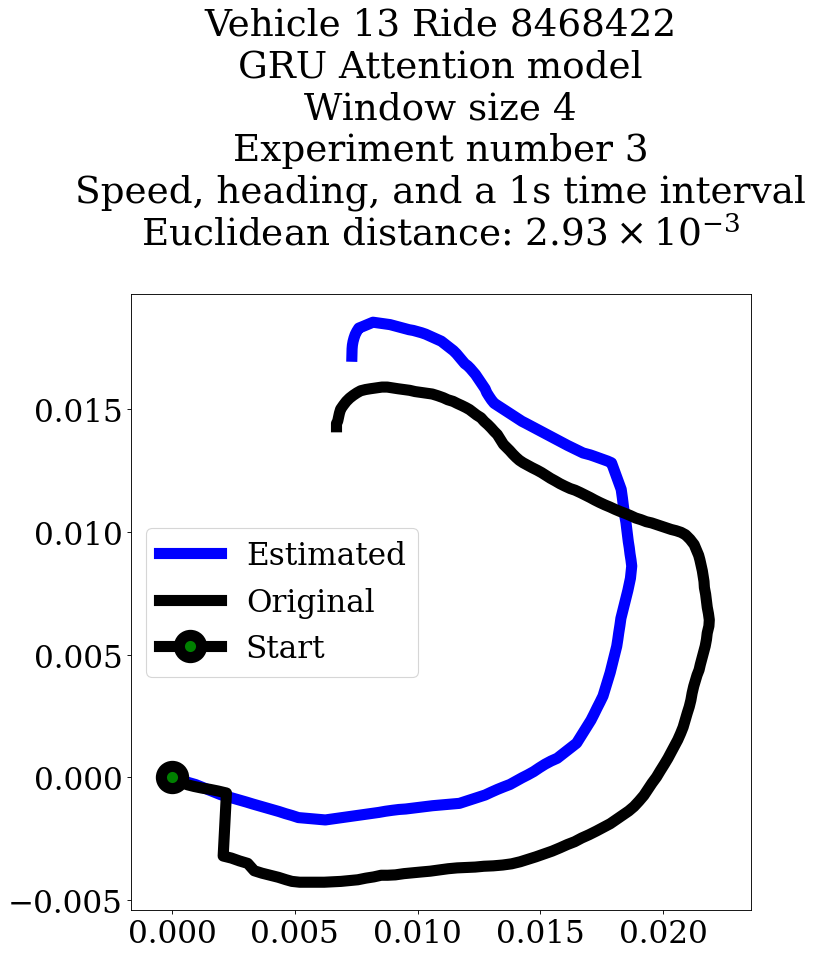 Vehicle 13 Ride 8468422
GRU Attention model
Window size 4
Experiment number 3
Speed, heading, and a 1s time interval
Euclidean distance: 2.93 × 10⁻³
0.015
0.010
0.005
0.000
−0.005
Estimated
Original
Start
0.000 0.005 0.010 0.015 0.020